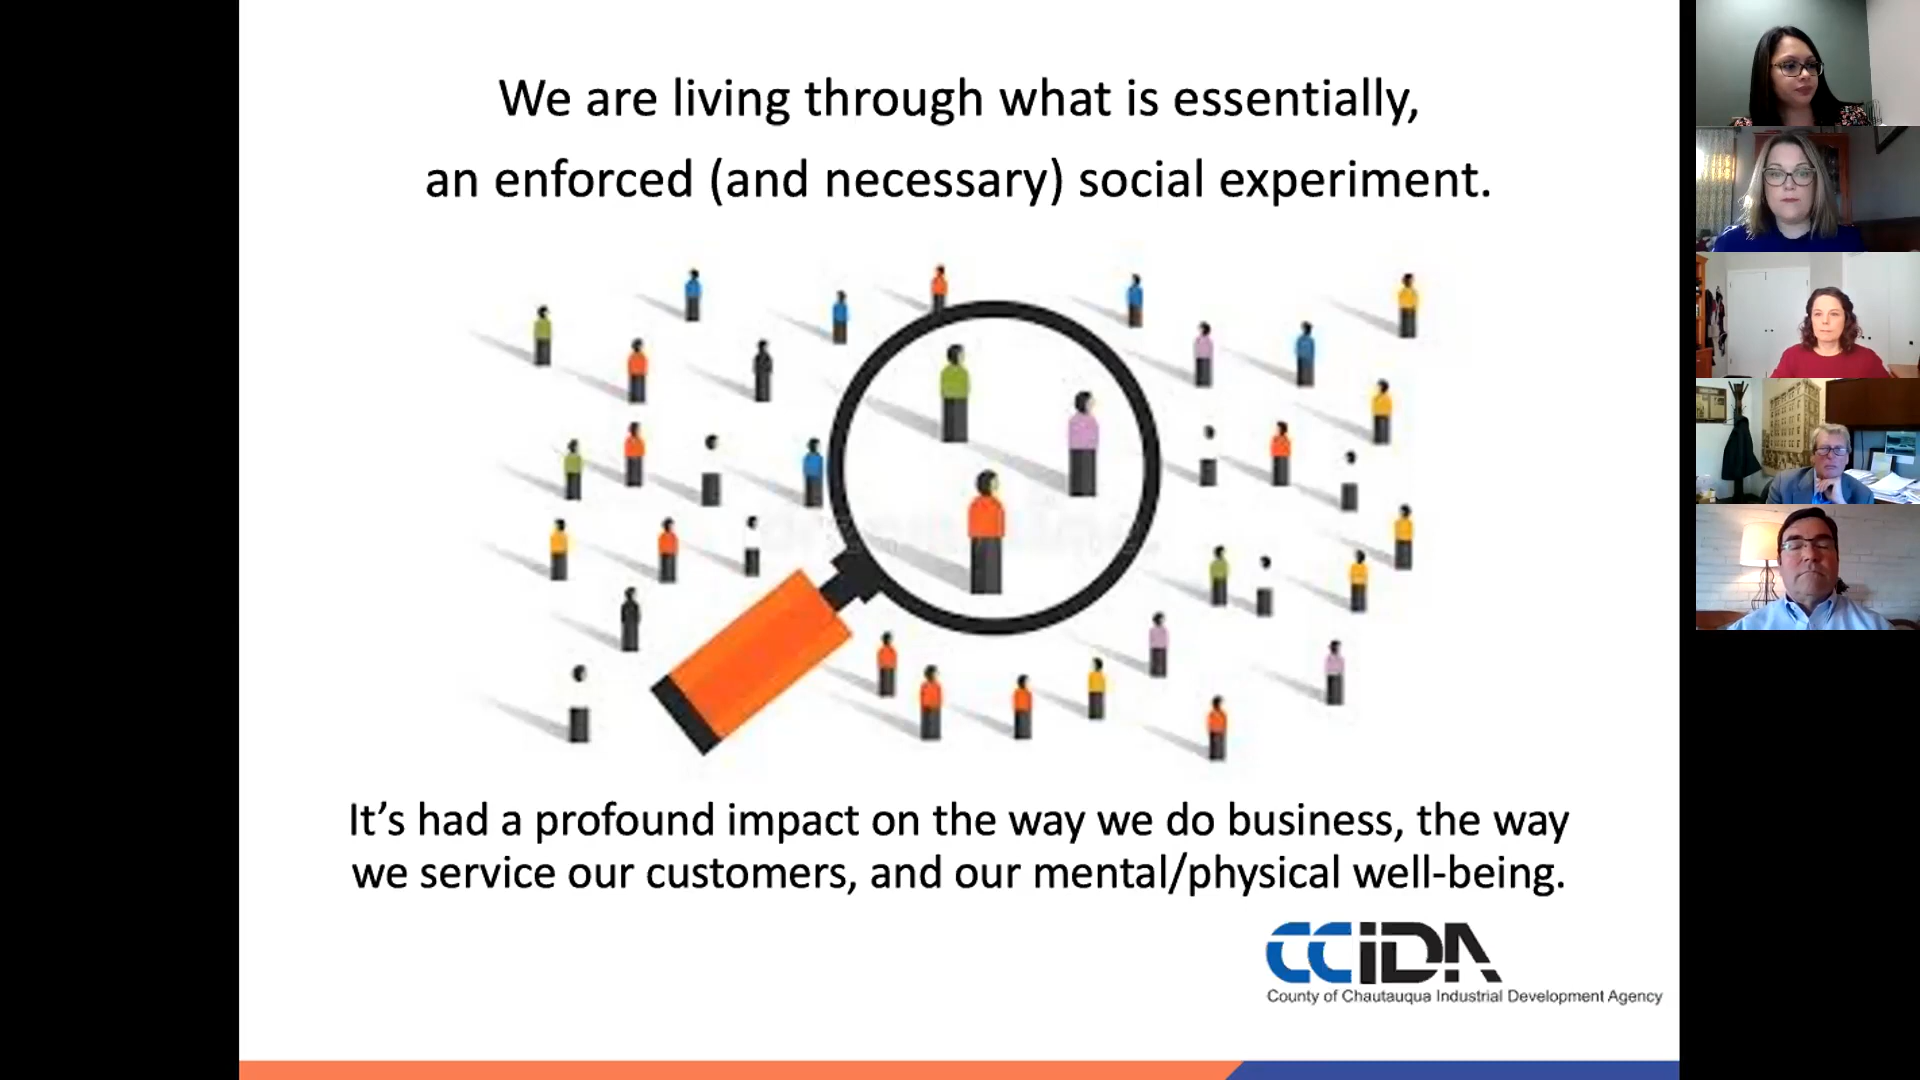 We are living through what is essentially,
an enforced (and necessary) social experiment.
It’s had a profound impact on the way we do business, the way
we service our customers, and our mental/physical well-being.
CCIDA
County of Chautauqua Industrial Development Agency